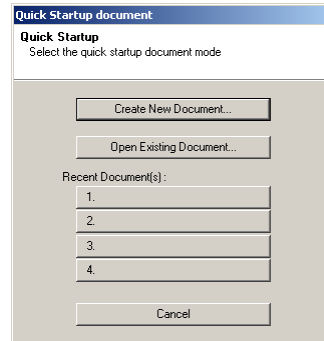 Quick Startup document
Quick Startup
Select the quick startup document mode
Create New Document...
Open Existing Document...
Recent Document(s) :
1.
2.
3.
4.
Cancel